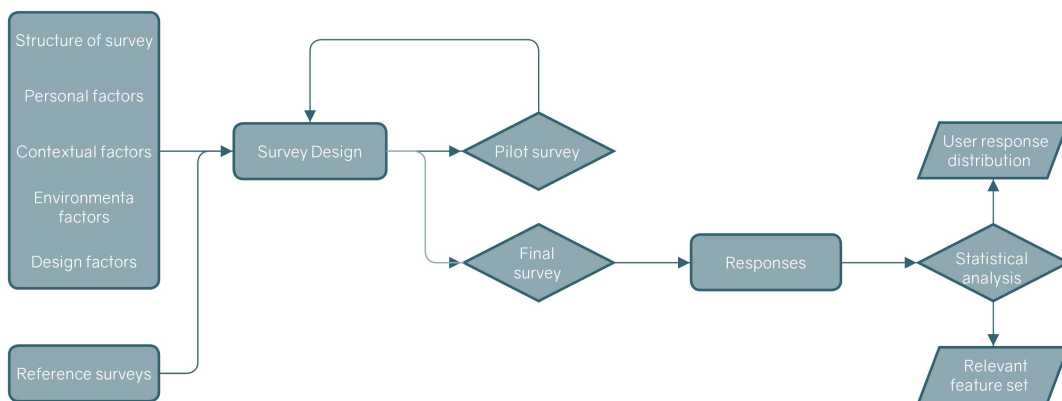 Structure of survey
Personal factors
Contextual factors
Environmenta
factors
Design factors
Reference surveys
Survey Design
Pilot survey
Final
survey
Responses
User response
distribution
Statistical
analysis
Relevant
feature set